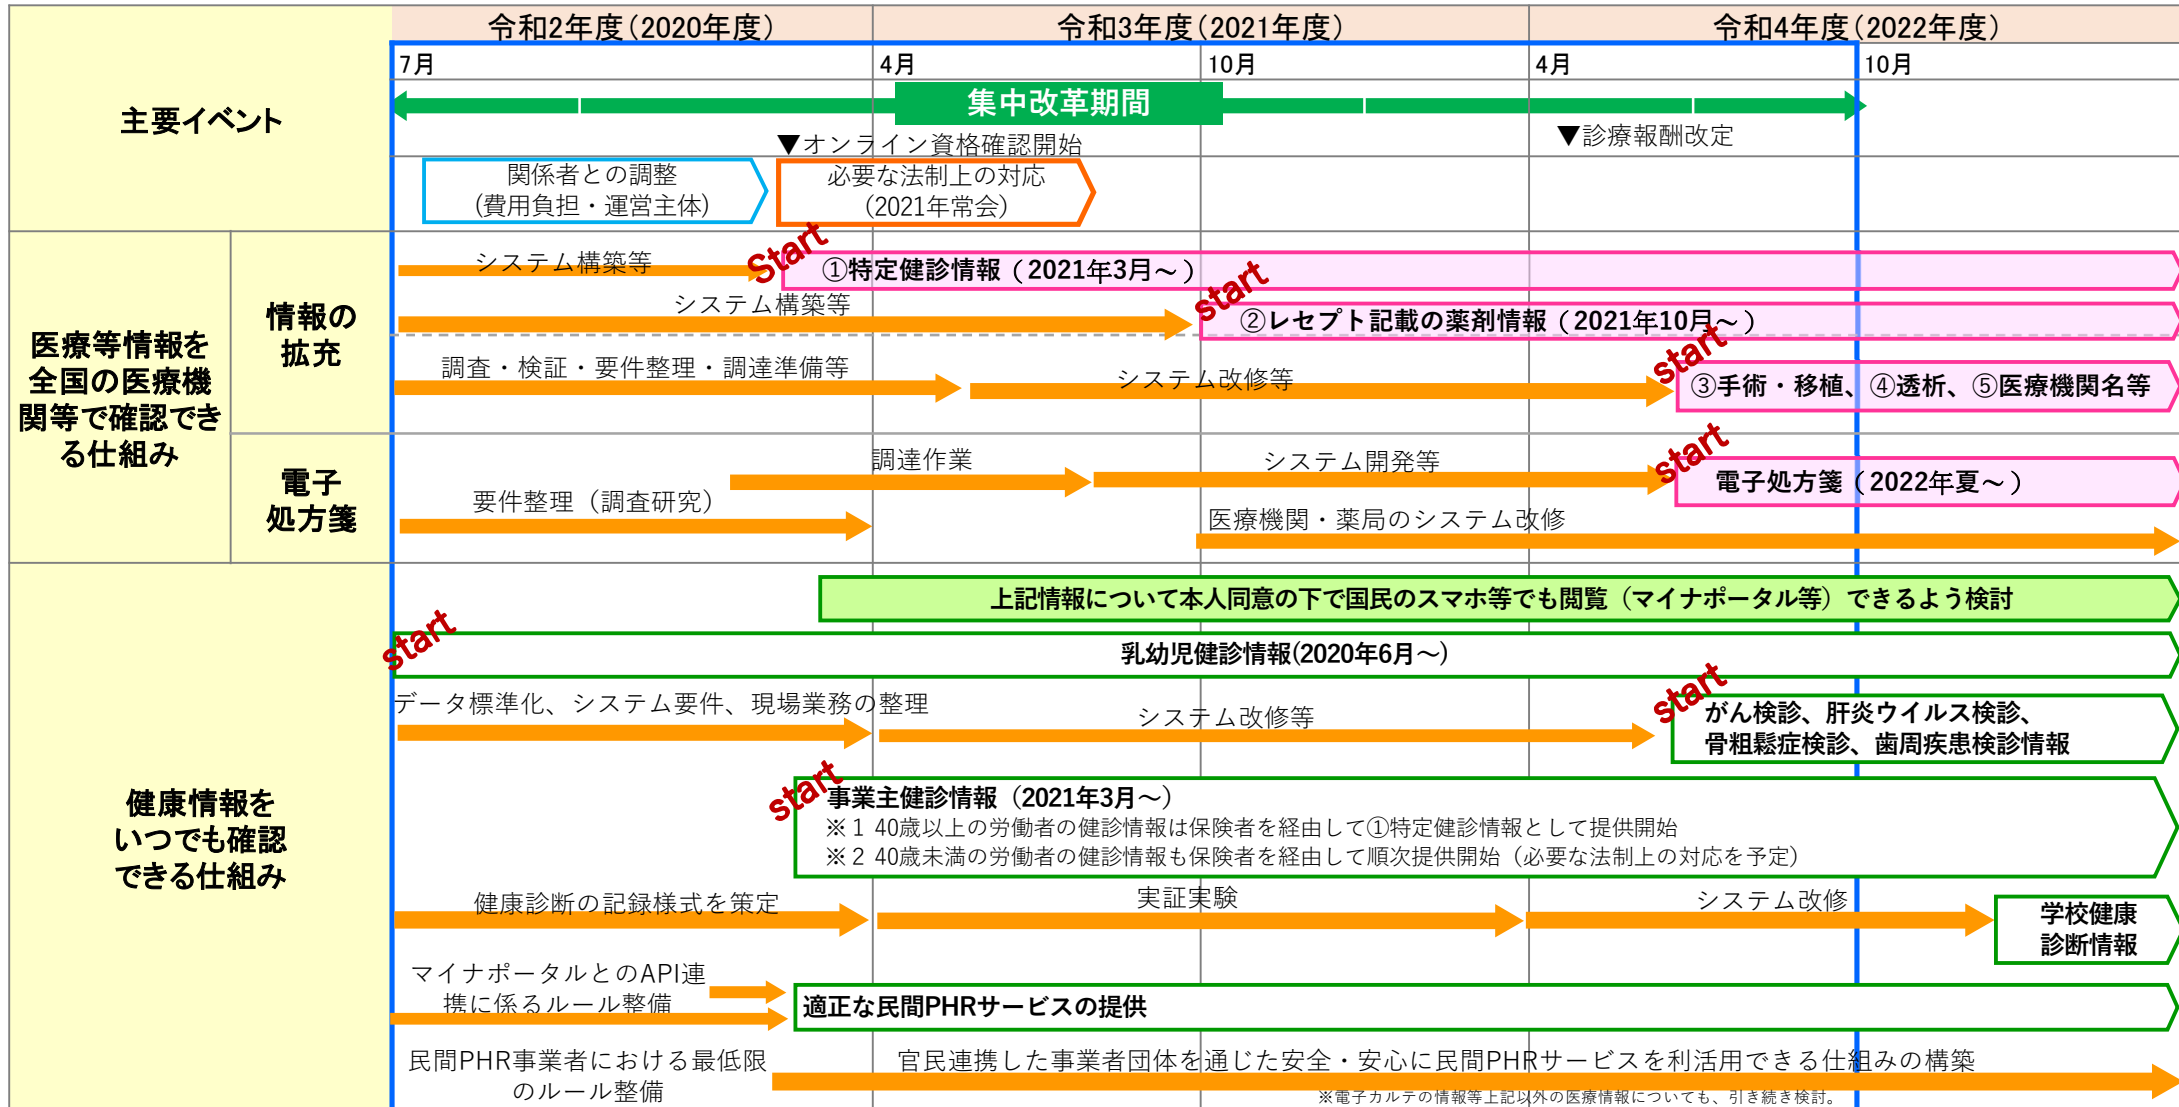 令和2年度(2020年度)
令和3年度(2021年度)
令和4年度(2022年度)
7月
4月
10月
4月
10月
主要イベント
集中改革期間
▼オンライン資格確認開始
▼診療報酬改定
関係者との調整
(費用負担・運営主体)
必要な法制上の対応
(2021年常会)
医療等情報を
全国の医療機
関等で確認でき
る仕組み
情報の
拡充
システム構築等
Start
①特定健診情報（2021年3月～）
システム構築等
start
②レセプト記載の薬剤情報（2021年10月～）
調査・検証・要件整理・調達準備等
システム改修等
start
③手術・移植、④透析、⑤医療機関名等
電子
処方箋
調達作業
システム開発等
start
電子処方箋（2022年夏～）
要件整理（調査研究）
医療機関・薬局のシステム改修
健康情報を
いつでも確認
できる仕組み
上記情報について本人同意の下で国民のスマホ等でも閲覧（マイナポータル等）できるよう検討
start
乳幼児健診情報(2020年6月～)
データ標準化、システム要件、現場業務の整理
システム改修等
start
がん検診、肝炎ウイルス検診、
骨粗鬆症検診、歯周疾患検診情報
start
事業主健診情報（2021年3月～）
※１ 40歳以上の労働者の健診情報は保険者を経由して①特定健診情報として提供開始
※２ 40歳未満の労働者の健診情報も保険者を経由して順次提供開始（必要な法制上の対応を予定）
健康診断の記録様式を策定
実証実験
システム改修
学校健康
診断情報
マイナポータルとのAPI連
携に係るルール整備
適正な民間PHRサービスの提供
民間PHR事業者における最低限
のルール整備
官民連携した事業者団体を通じた安全・安心に民間PHRサービスを利活用できる仕組みの構築
※電子カルテの情報等上記以外の医療情報についても、引き続き検討。